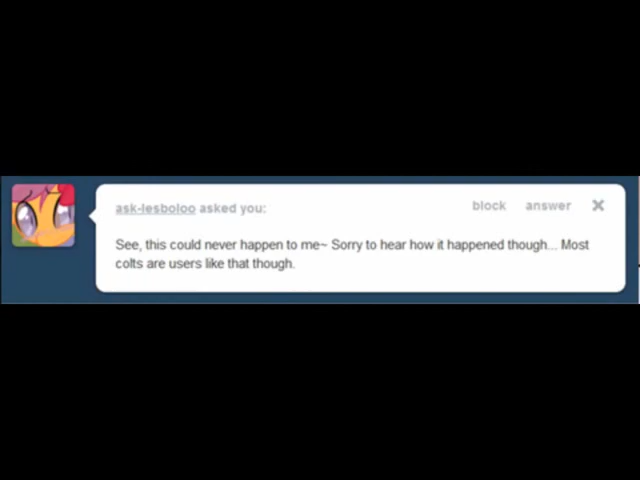 ask-lesboloo asked you:
block answer ×
See, this could never happen to me~ Sorry to hear how it happened though... Most
colts are users like that though.